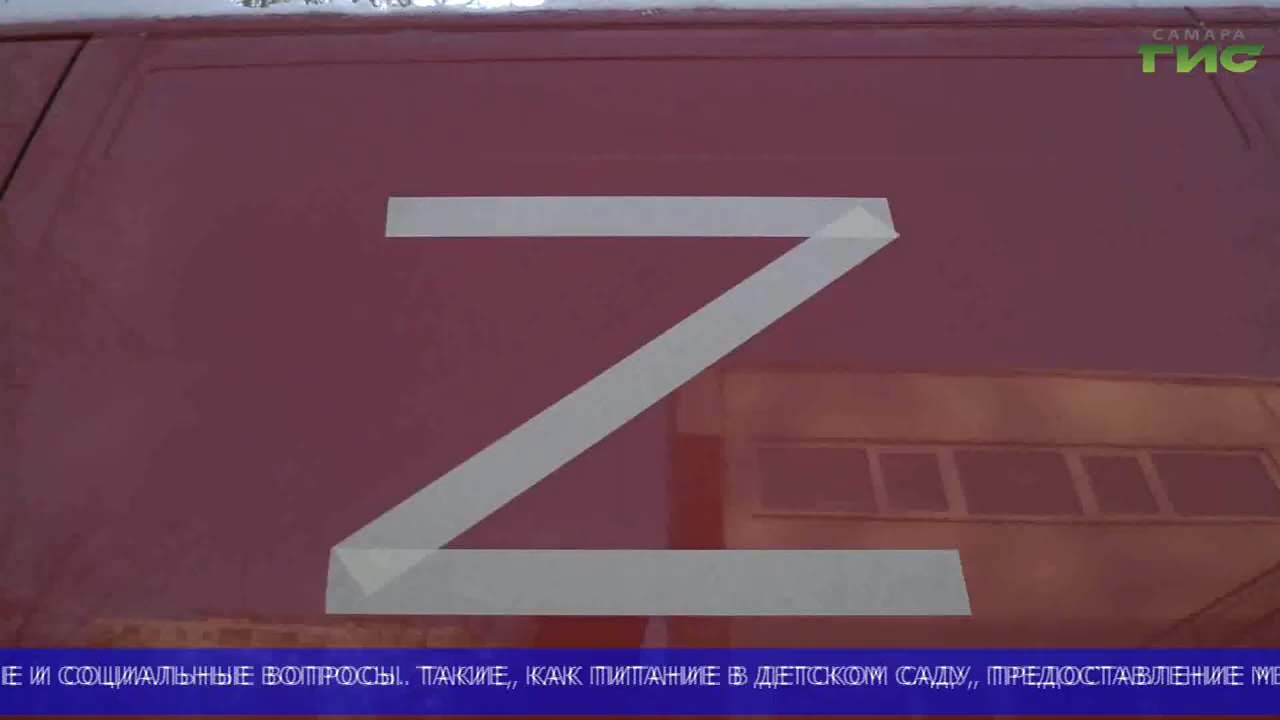 САМАРА
ГИС
Z
Е И СОЦИАЛЬНЫЕ ВОПРОСЫ. ТАКИЕ, КАК ПИТАНИЕ В ДЕТСКОМ САДУ, ПРЕДОСТАВЛЕНИЕ